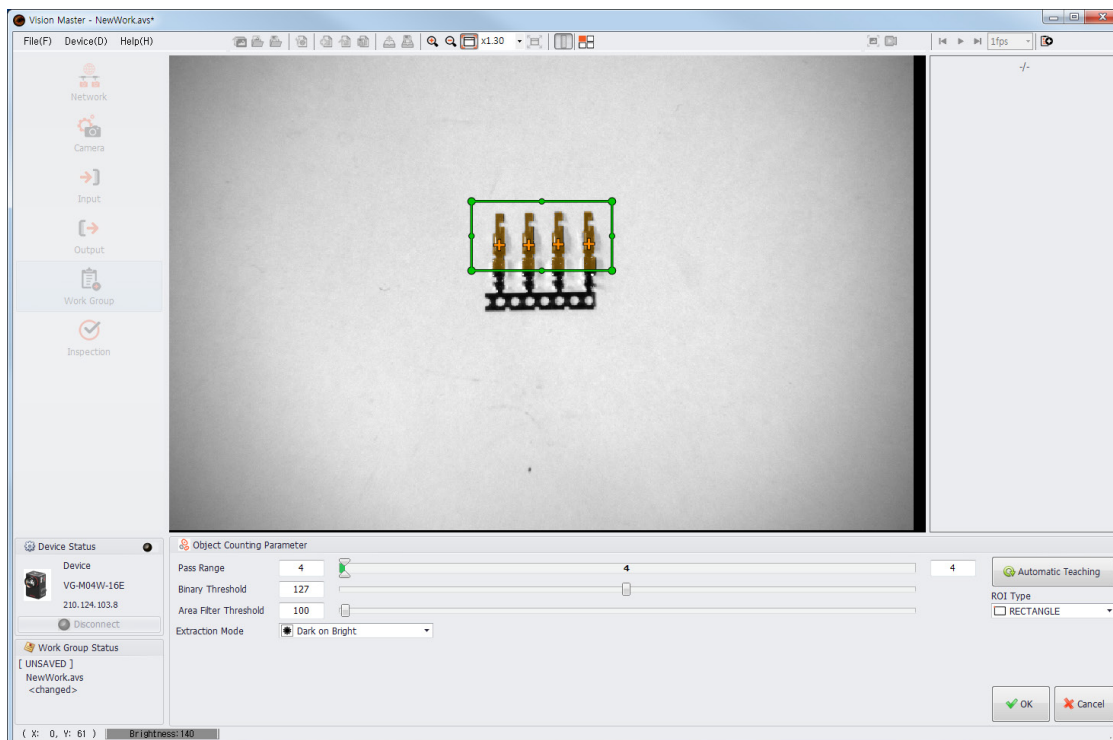 Vision Master - NewWork.avs*
File(F) Device(D) Help(H)
x1.30
1fps
-/-
Network
Camera
Input
Output
Work Group
Inspection
Device Status
Device
VG-M04W-16E
210.124.103.8
Disconnect
Work Group Status
[ UNSAVED ]
NewWork.avs
<changed>
Object Counting Parameter
Pass Range 4 4 4
Binary Threshold 127
Area Filter Threshold 100
Extraction Mode Dark on Bright
Automatic Teaching
ROI Type
RECTANGLE
OK Cancel
( X: 0, Y: 61 ) Brightness:140